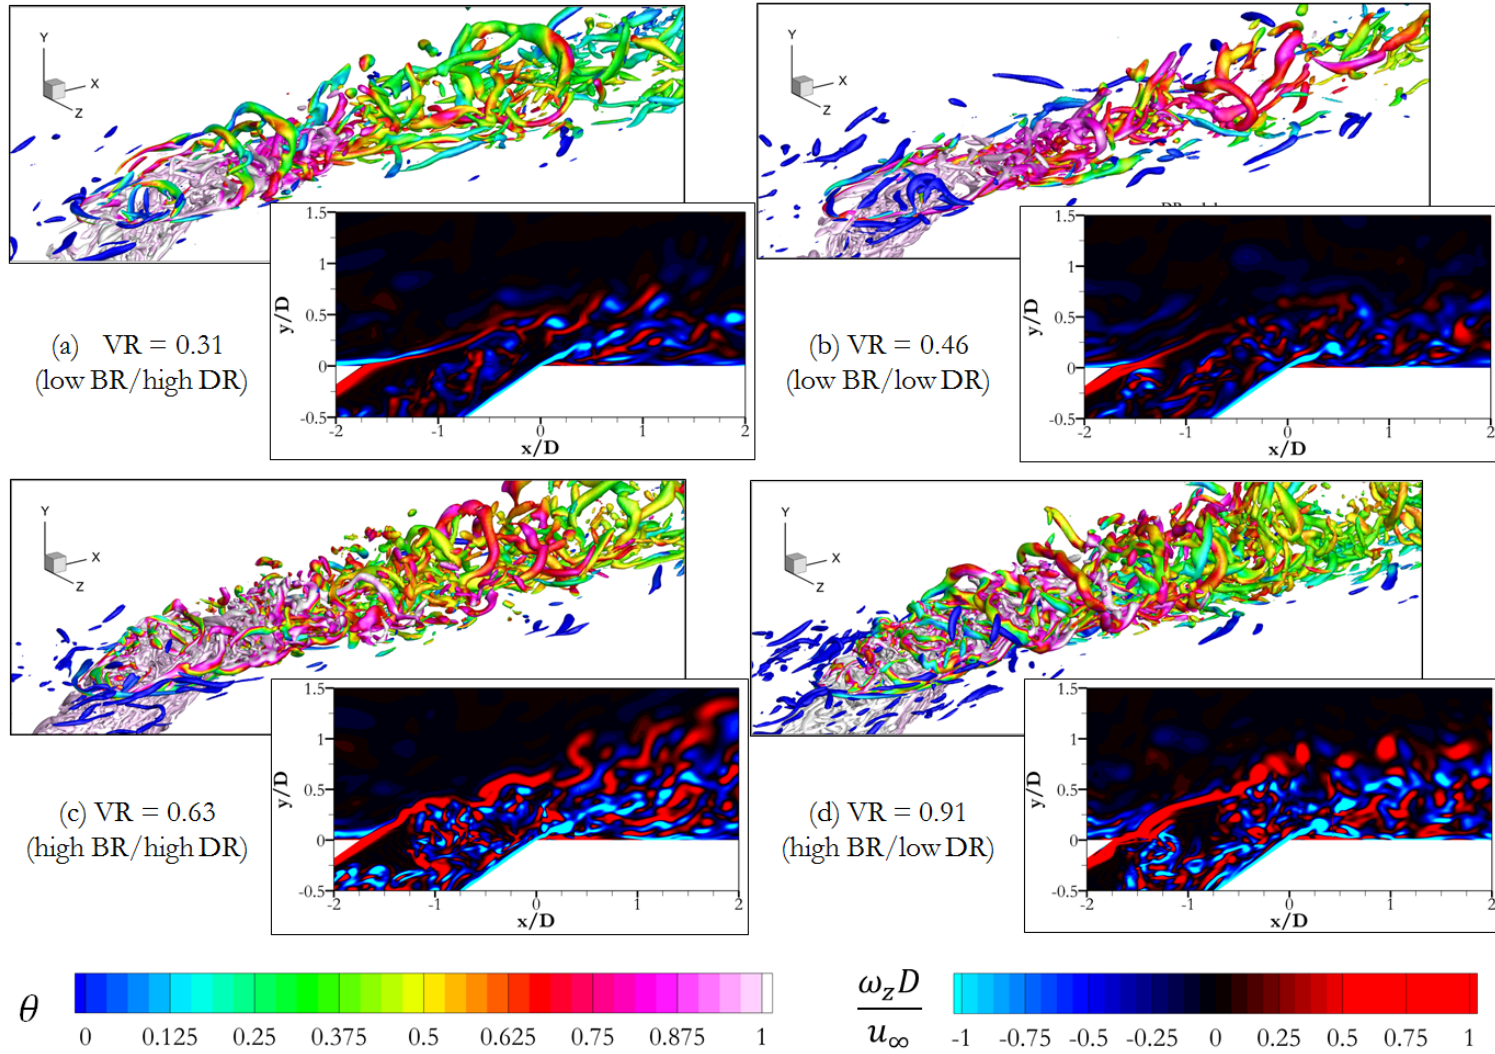 Y
X
Z
Y
X
Z
1.5
1
0.5
0
-0.5
y/D
-2
-1
0
1
2
x/D
1.5
1
0.5
0
-0.5
y/D
-2
-1
0
1
2
x/D
(a) VR = 0.31
(low BR/high DR)
(b) VR = 0.46
(low BR/low DR)
Y
X
Z
Y
X
Z
1.5
1
0.5
0
-0.5
y/D
-2
-1
0
1
2
x/D
1.5
1
0.5
0
-0.5
y/D
-2
-1
0
1
2
x/D
(c) VR = 0.63
(high BR/high DR)
(d) VR = 0.91
(high BR/low DR)
θ
0 0.125 0.25 0.375 0.5 0.625 0.75 0.875 1
ω_z D
u_∞
-1 -0.75 -0.5 -0.25 0 0.25 0.5 0.75 1